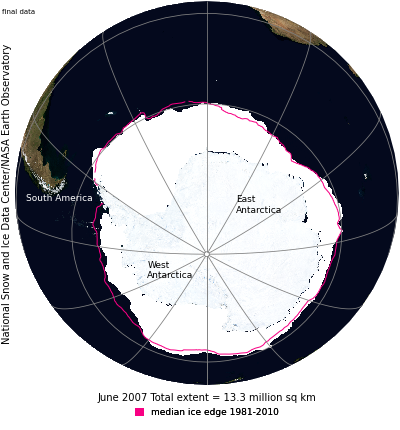 final data
National Snow and Ice Data Center/NASA Earth Observatory
South America
East
Antarctica
West
Antarctica
June 2007 Total extent = 13.3 million sq km
median ice edge 1981-2010